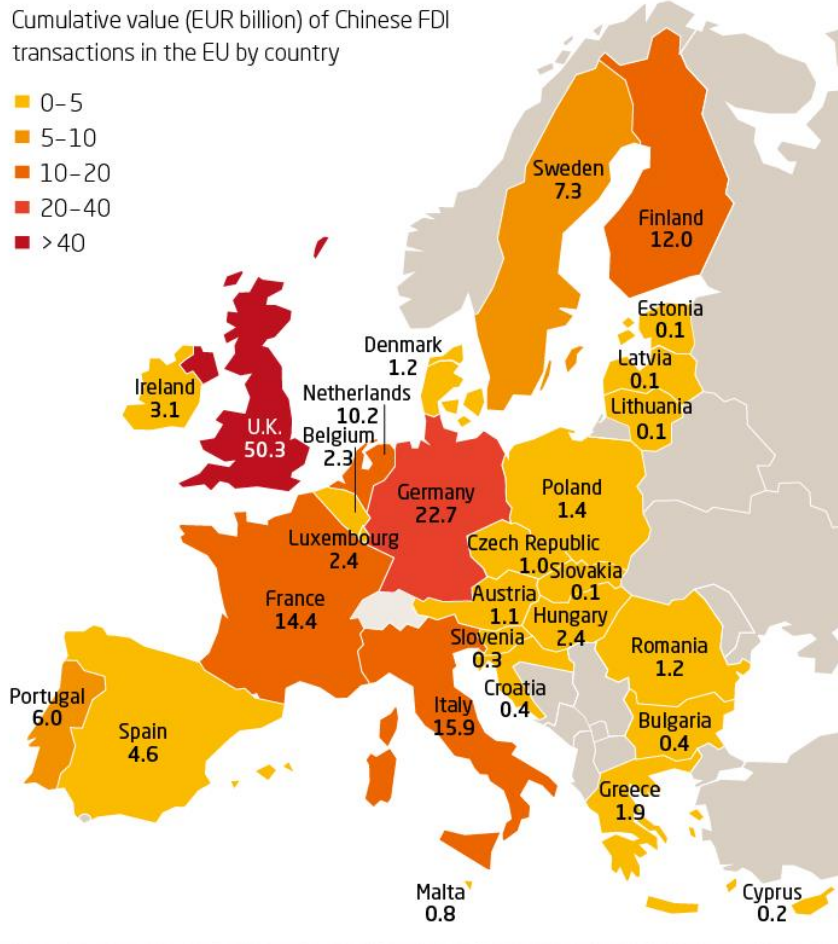 Cumulative value (EUR billion) of Chinese FDI
transactions in the EU by country
0–5
5–10
10–20
20–40
>40
Sweden
7.3
Finland
12.0
Estonia
0.1
Latvia
0.1
Lithuania
0.1
Denmark
1.2
Netherlands
10.2
Belgium
2.3
Ireland
3.1
U.K.
50.3
Germany
22.7
Poland
1.4
Luxembourg
2.4
Czech Republic
1.0
Slovakia
0.1
Austria
1.1
Hungary
2.4
France
14.4
Slovenia
0.3
Romania
1.2
Croatia
0.4
Portugal
6.0
Spain
4.6
Italy
15.9
Bulgaria
0.4
Greece
1.9
Malta
0.8
Cyprus
0.2